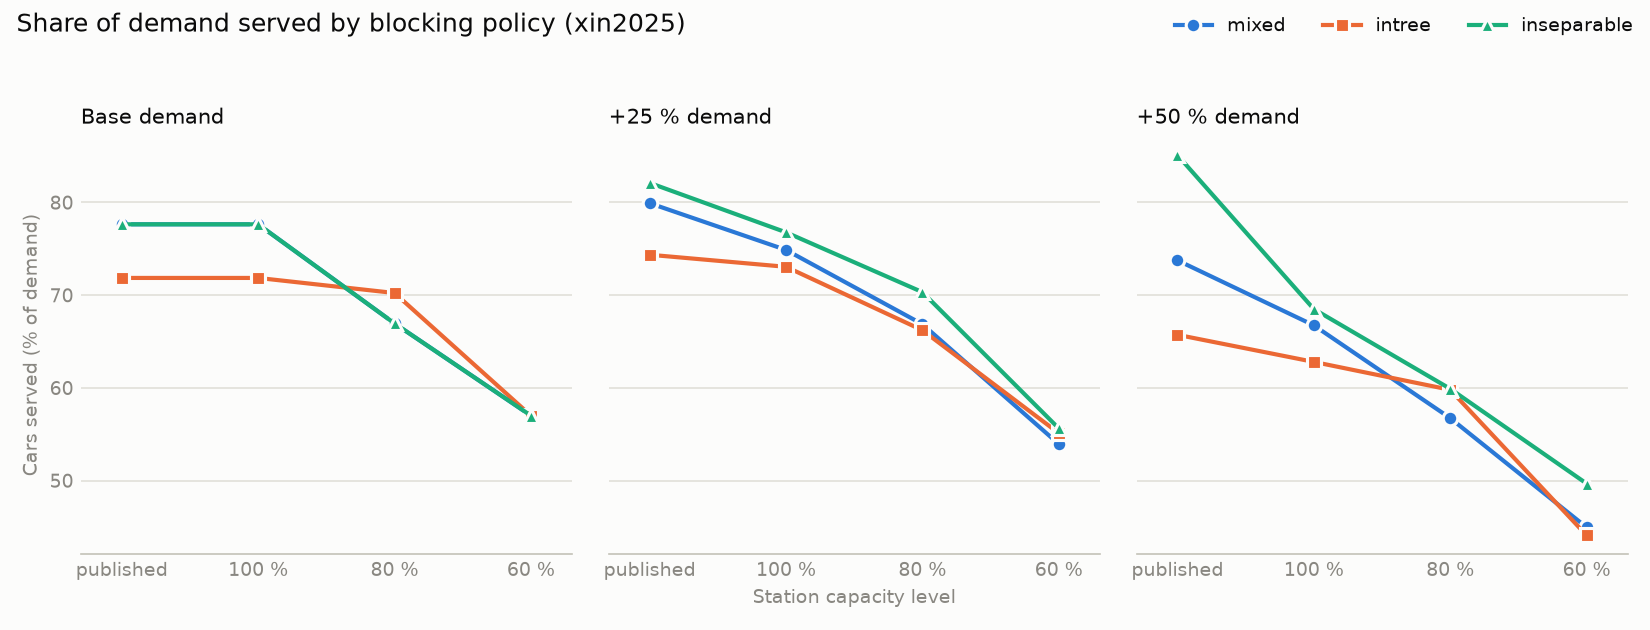 Share of demand served by blocking policy (xin2025)
mixed
intree
inseparable
Base demand
+25 % demand
+50 % demand
Cars served (% of demand)
80
70
60
50
published 100 % 80 % 60 %
published 100 % 80 % 60 %
published 100 % 80 % 60 %
Station capacity level